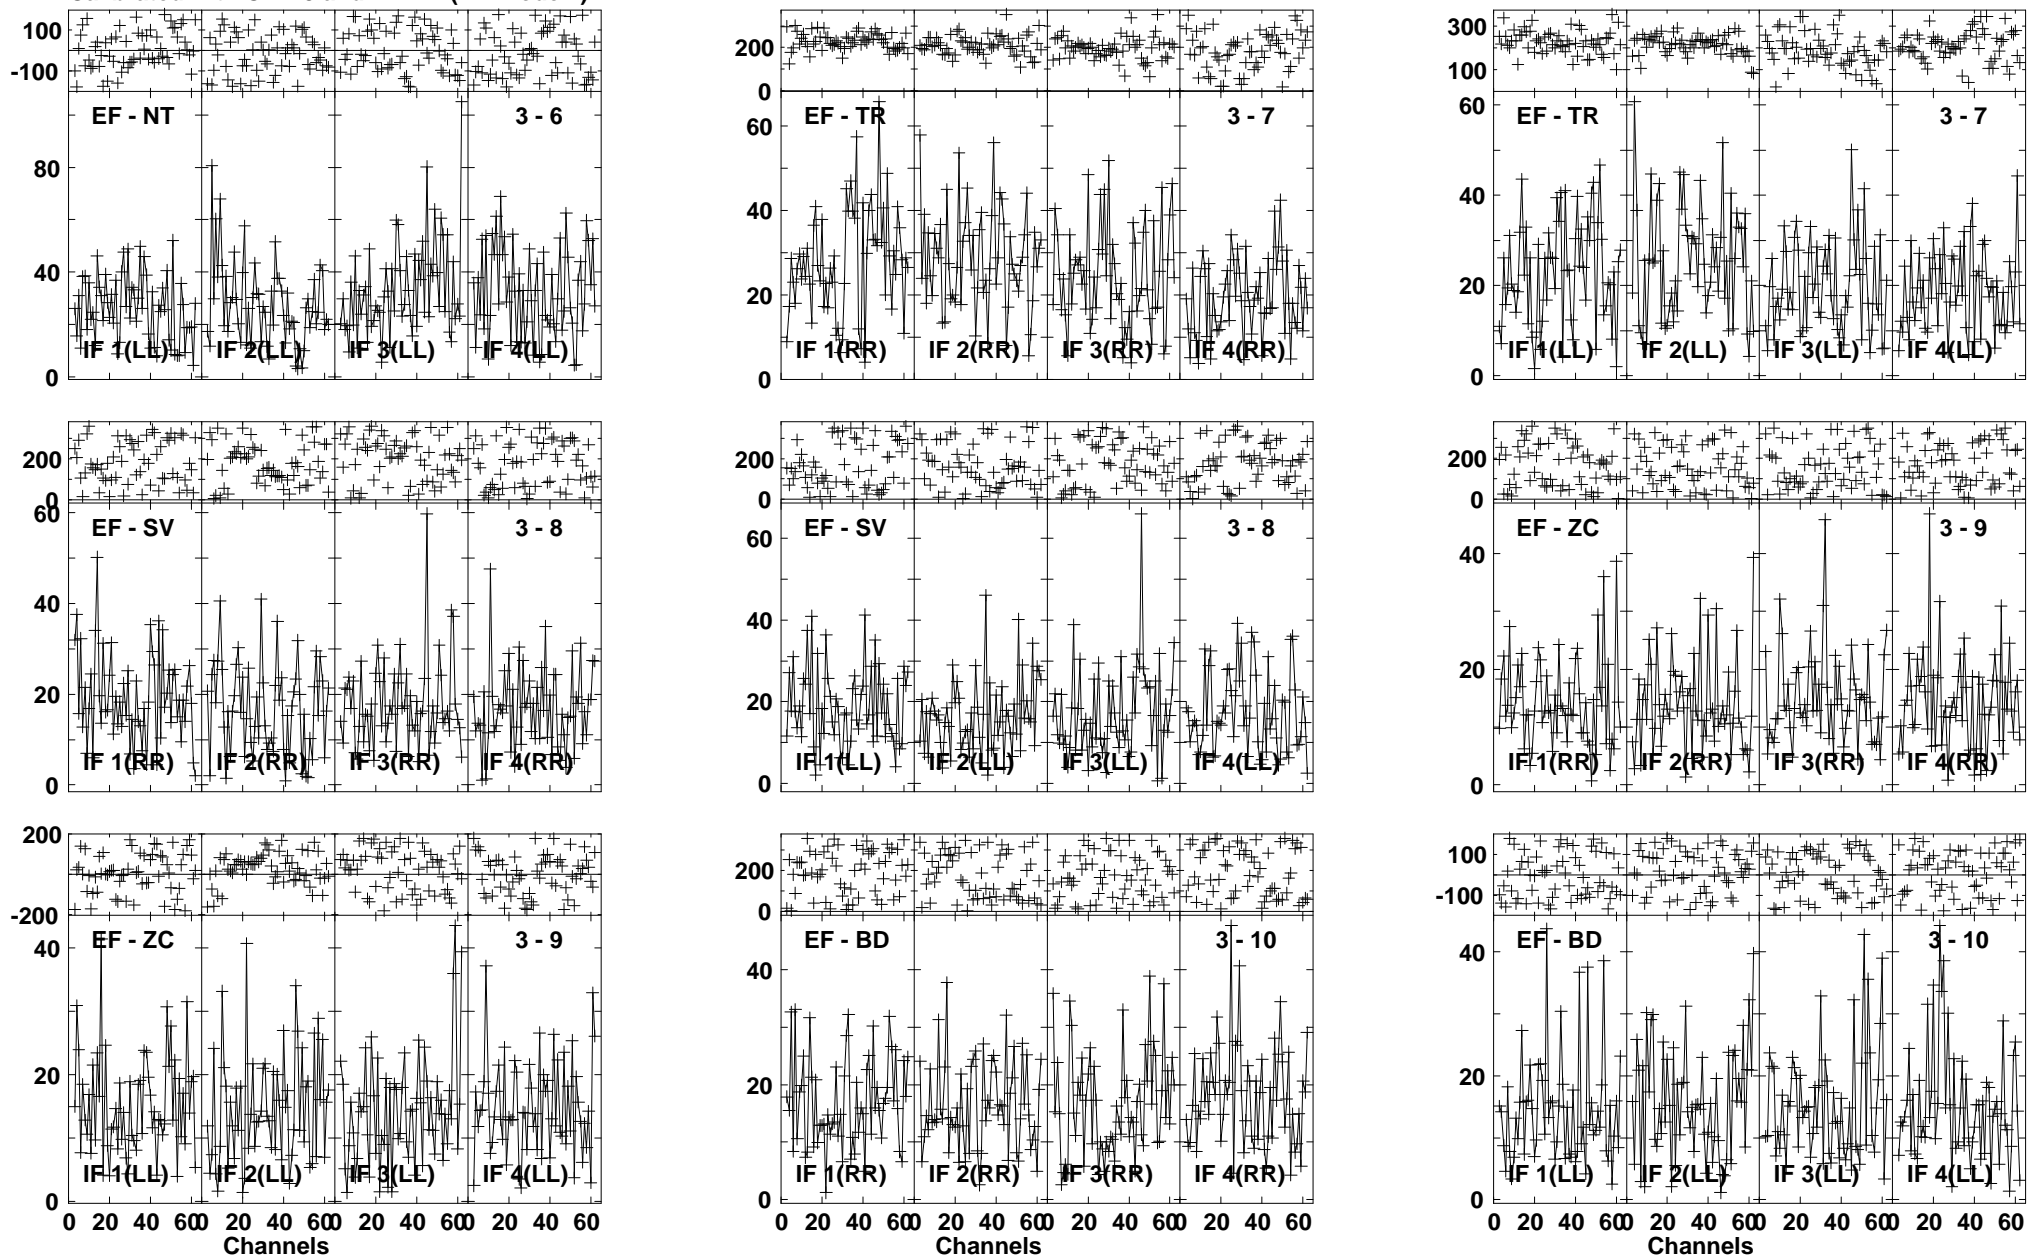 100
-100
EF - NT
3 - 6
80
40
0
IF 1(LL)
IF 2(LL)
IF 3(LL)
IF 4(LL)
200
0
EF - TR
3 - 7
60
40
20
0
IF 1(RR)
IF 2(RR)
IF 3(RR)
IF 4(RR)
300
100
EF - TR
3 - 7
60
40
20
0
IF 1(LL)
IF 2(LL)
IF 3(LL)
IF 4(LL)
200
0
EF - SV
3 - 8
60
40
20
0
IF 1(RR)
IF 2(RR)
IF 3(RR)
IF 4(RR)
200
0
EF - SV
3 - 8
60
40
20
0
IF 1(LL)
IF 2(LL)
IF 3(LL)
IF 4(LL)
200
0
EF - ZC
3 - 9
40
20
0
IF 1(RR)
IF 2(RR)
IF 3(RR)
IF 4(RR)
200
-200
EF - ZC
3 - 9
40
20
0
IF 1(LL)
IF 2(LL)
IF 3(LL)
IF 4(LL)
0 20 40 60 0 20 40 60 0 20 40 60 0 20 40 60
Channels
200
0
EF - BD
3 - 10
40
20
0
IF 1(RR)
IF 2(RR)
IF 3(RR)
IF 4(RR)
0 20 40 60 0 20 40 60 0 20 40 60 0 20 40 60
Channels
100
-100
EF - BD
3 - 10
40
20
0
IF 1(LL)
IF 2(LL)
IF 3(LL)
IF 4(LL)
0 20 40 60 0 20 40 60 0 20 40 60 0 20 40 60
Channels